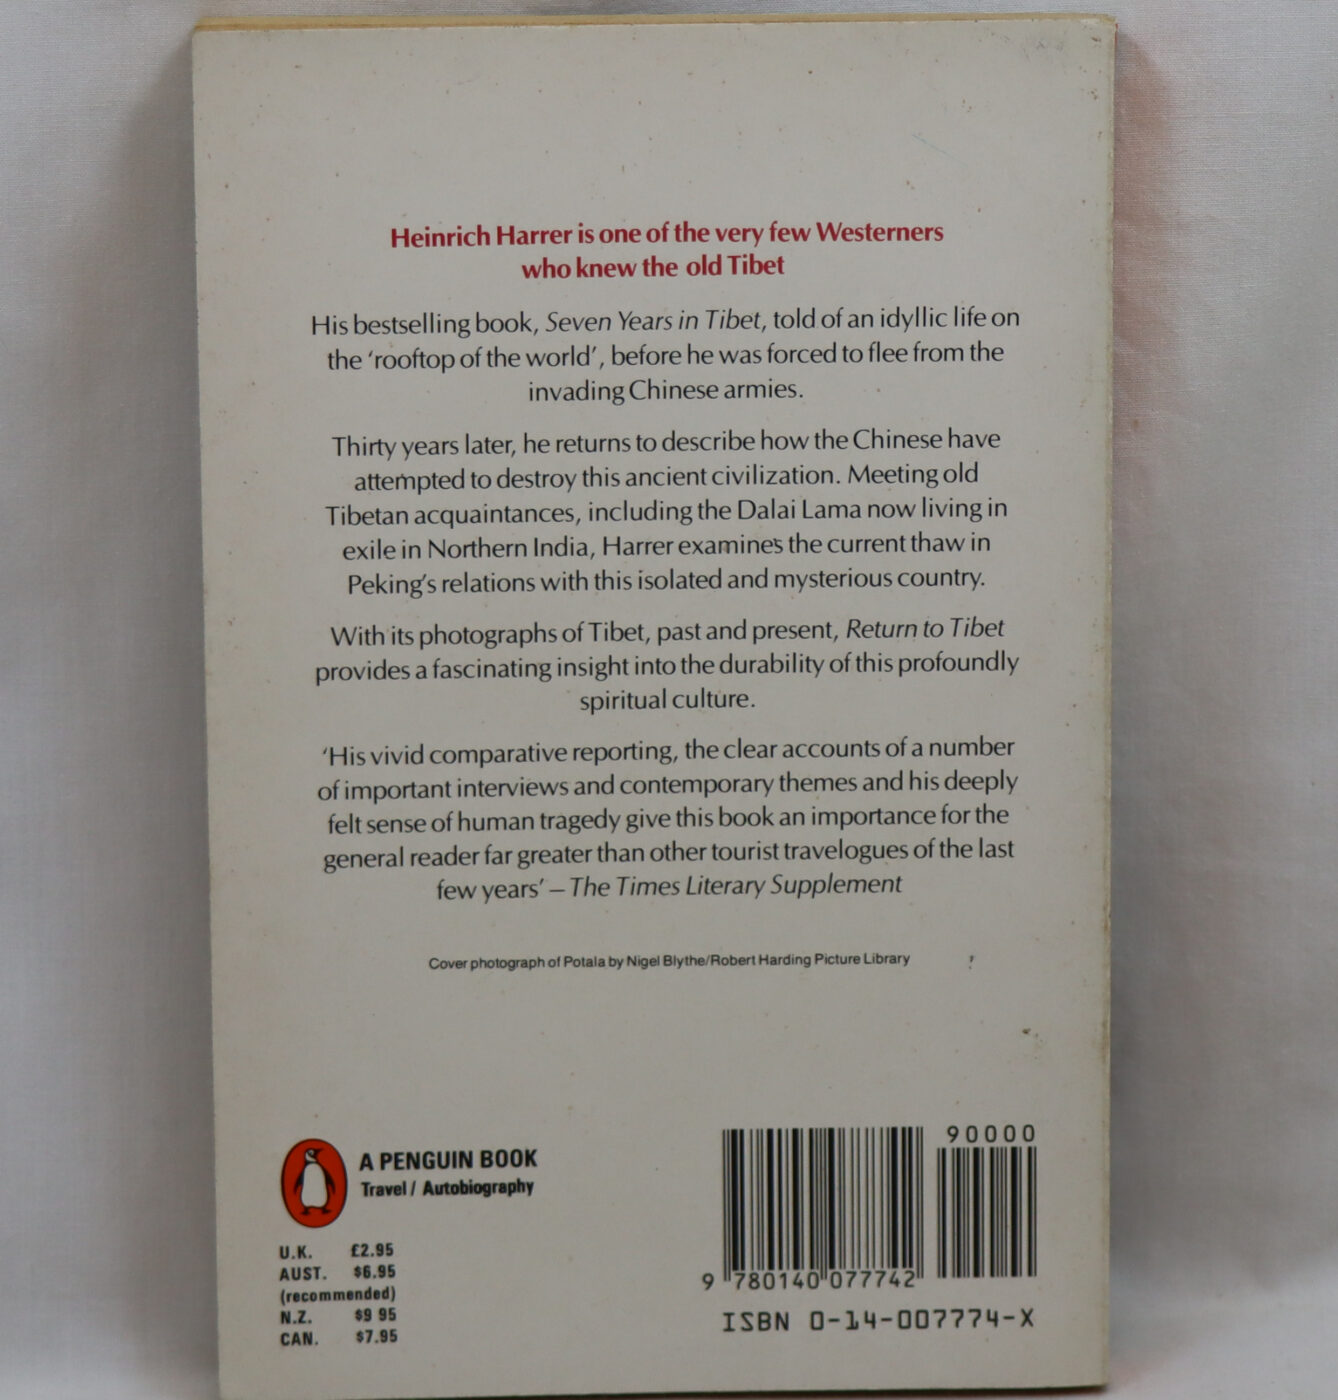 Heinrich Harrer is one of the very few Westerners
who knew the old Tibet
His bestselling book, Seven Years in Tibet, told of an idyllic life on
the ‘rooftop of the world’, before he was forced to flee from the
invading Chinese armies.
Thirty years later, he returns to describe how the Chinese have
attempted to destroy this ancient civilization. Meeting old
Tibetan acquaintances, including the Dalai Lama now living in
exile in Northern India, Harrer examines the current thaw in
Peking’s relations with this isolated and mysterious country.
With its photographs of Tibet, past and present, Return to Tibet
provides a fascinating insight into the durability of this profoundly
spiritual culture.
‘His vivid comparative reporting, the clear accounts of a number
of important interviews and contemporary themes and his deeply
felt sense of human tragedy give this book an importance for the
general reader far greater than other tourist travelogues of the last
few years’ – The Times Literary Supplement
Cover photograph of Potala by Nigel Blythe/Robert Harding Picture Library
A PENGUIN BOOK
Travel / Autobiography
U.K. £2.95
AUST. $6.95
(recommended)
N.Z. $9 95
CAN. $7.95
90000
9 780140 077742
ISBN 0-14-007774-X